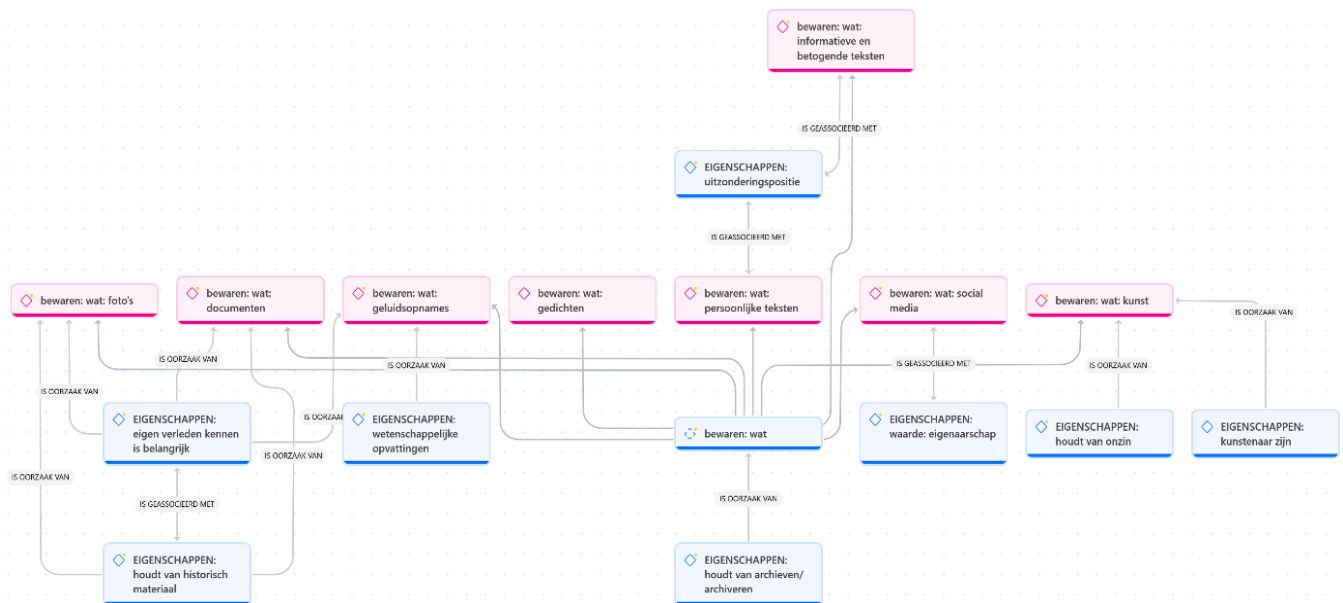 bewaren: wat:
informatieve en
betogende teksten
IS GEASSOCIEERD MET
EIGENSCHAPPEN:
uitzonderingspositie
IS GEASSOCIEERD MET
bewaren: wat: foto's
bewaren: wat:
documenten
bewaren: wat:
geluidsopnames
bewaren: wat:
gedichten
bewaren: wat:
persoonlijke teksten
bewaren: wat: social
media
bewaren: wat: kunst
IS OORZAAK VAN
IS OORZAAK VAN
IS OORZAAK VAN
IS GEASSOCIEERD MET
IS OORZAAK VAN
IS OORZAAK VAN
EIGENSCHAPPEN:
eigen verleden kennen
is belangrijk
IS OORZAA
EIGENSCHAPPEN:
wetenschappelijke
opvattingen
bewaren: wat
EIGENSCHAPPEN:
waarde: eigenaarschap
EIGENSCHAPPEN:
houdt van onzin
EIGENSCHAPPEN:
kunstenaar zijn
IS OORZAAK VAN
IS OORZAAK VAN
IS GEASSOCIEERD MET
IS OORZAAK VAN
EIGENSCHAPPEN:
houdt van historisch
materiaal
EIGENSCHAPPEN:
houdt van archieven/
archiveren